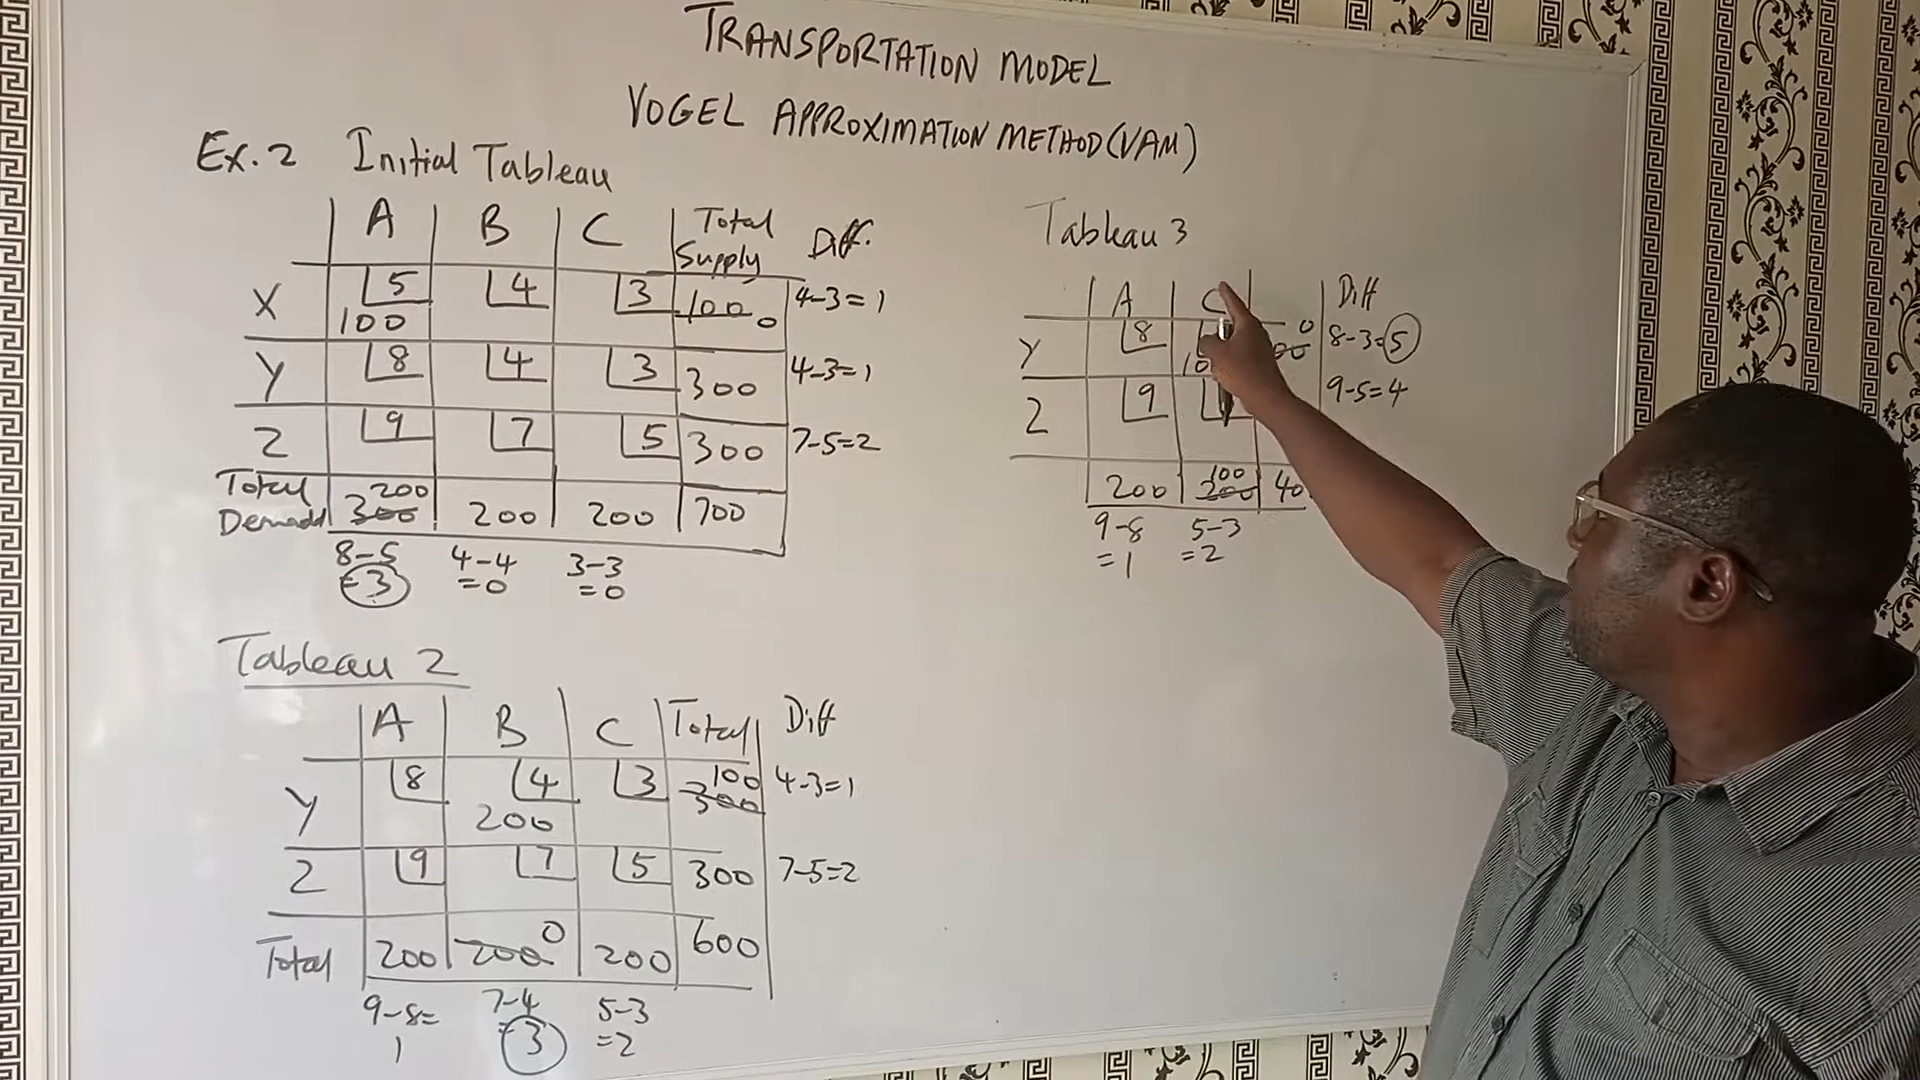 TRANSPORTATION MODEL
VOGEL APPROXIMATION METHOD (VAM)
Ex. 2 Initial Tableau
A B C Total Supply Diff.
X 5 4 3 100 0 4-3=1
100
Y 8 4 3 300 4-3=1
Z 9 7 5 300 7-5=2
Total Demand 200 300 200 200 700
8-5 4-4 3-3
=3 =0 =0
Tableau 2
A B C Total Diff
Y 8 4 3 100 300 4-3=1
200
Z 9 7 5 300 7-5=2
Total 200 200 0 200 600
9-8= 7-4 5-3
1 =3 =2
Tableau 3
A C Diff
Y 8 0 8-3=5
Z 9 9-5=4
100
200 200
9-8 5-3
=1 =2